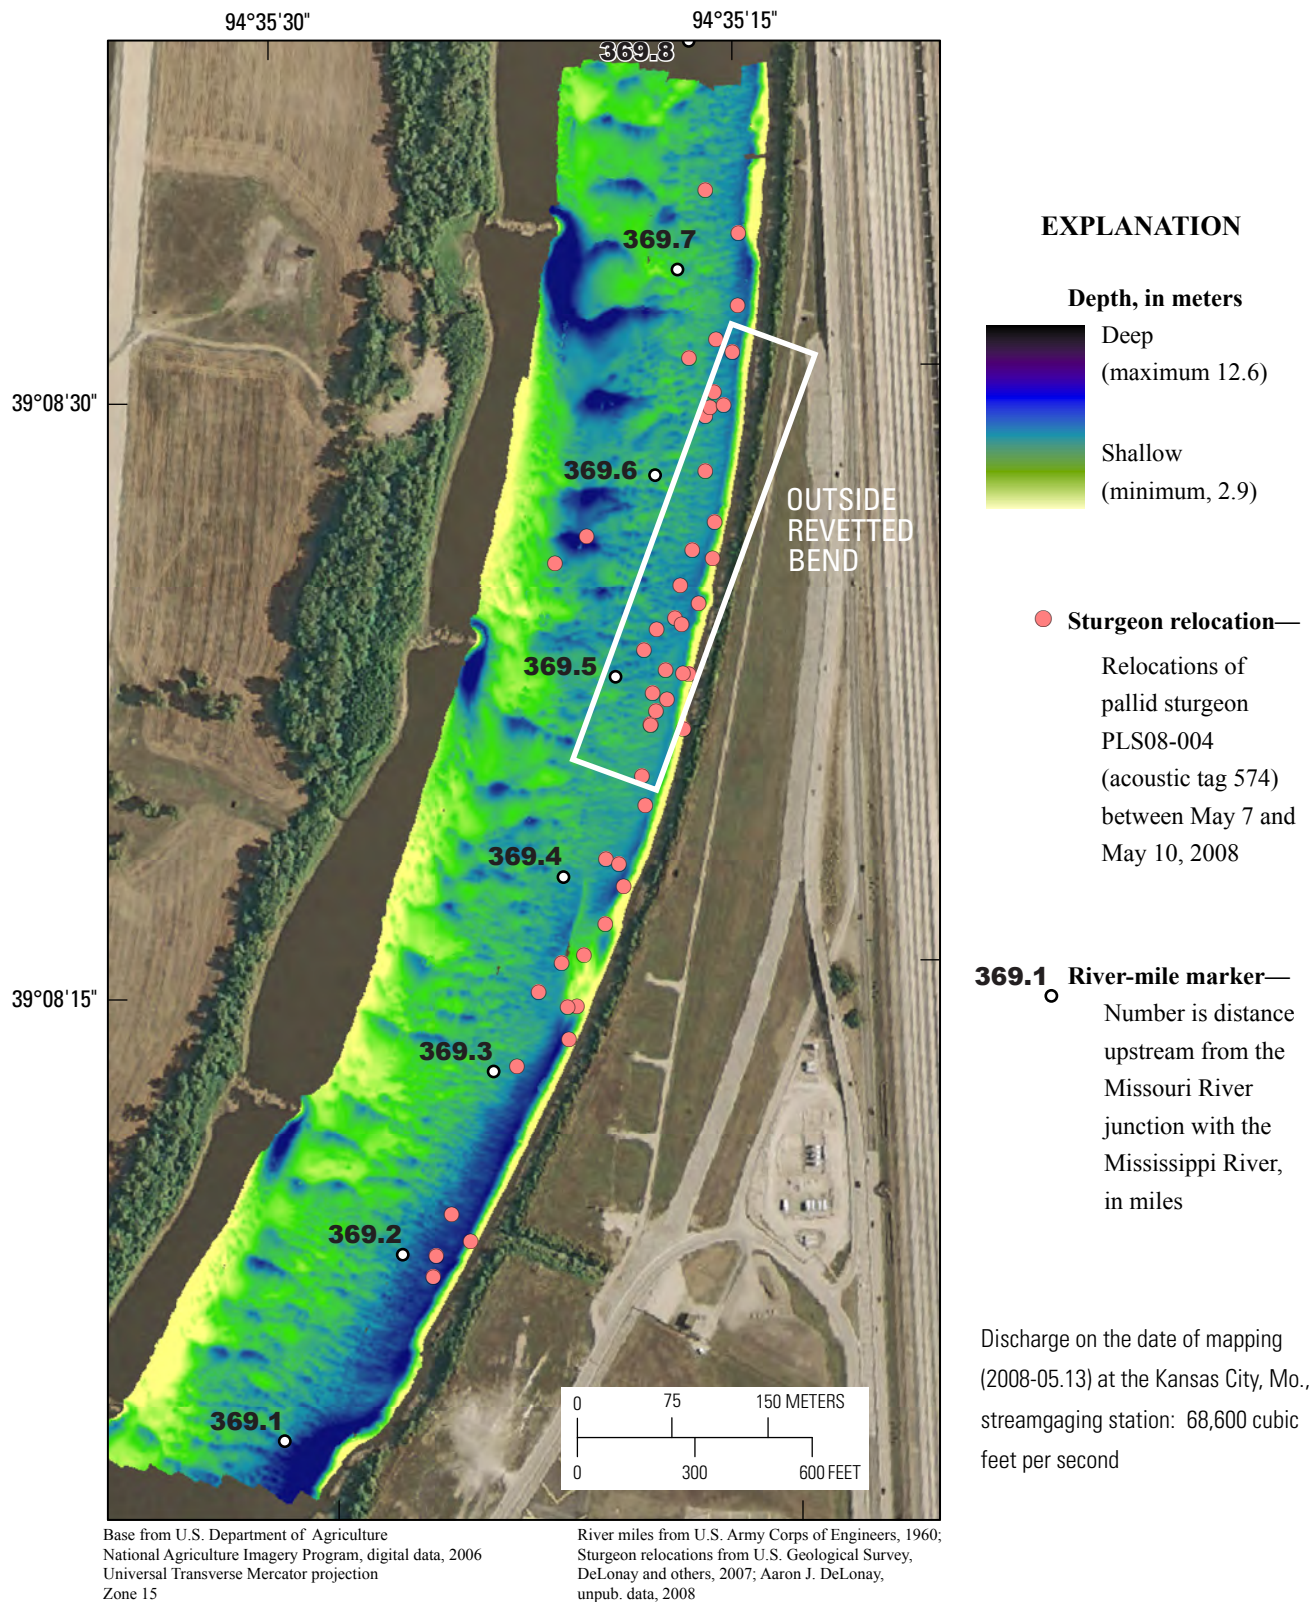 94°35'30"
94°35'15"
369.8
369.7
39°08'30"
369.6
OUTSIDE
REVETTED
BEND
369.5
369.4
39°08'15"
369.3
369.2
369.1
0 75 150 METERS
0 300 600 FEET
EXPLANATION
Depth, in meters
Deep
(maximum 12.6)
Shallow
(minimum, 2.9)
Sturgeon relocation—
Relocations of
pallid sturgeon
PLS08-004
(acoustic tag 574)
between May 7 and
May 10, 2008
369.1 River-mile marker—
Number is distance
upstream from the
Missouri River
junction with the
Mississippi River,
in miles
Discharge on the date of mapping
(2008-05.13) at the Kansas City, Mo.,
streamgaging station: 68,600 cubic
feet per second
Base from U.S. Department of Agriculture
National Agriculture Imagery Program, digital data, 2006
Universal Transverse Mercator projection
Zone 15
River miles from U.S. Army Corps of Engineers, 1960;
Sturgeon relocations from U.S. Geological Survey,
DeLonay and others, 2007; Aaron J. DeLonay,
unpub. data, 2008